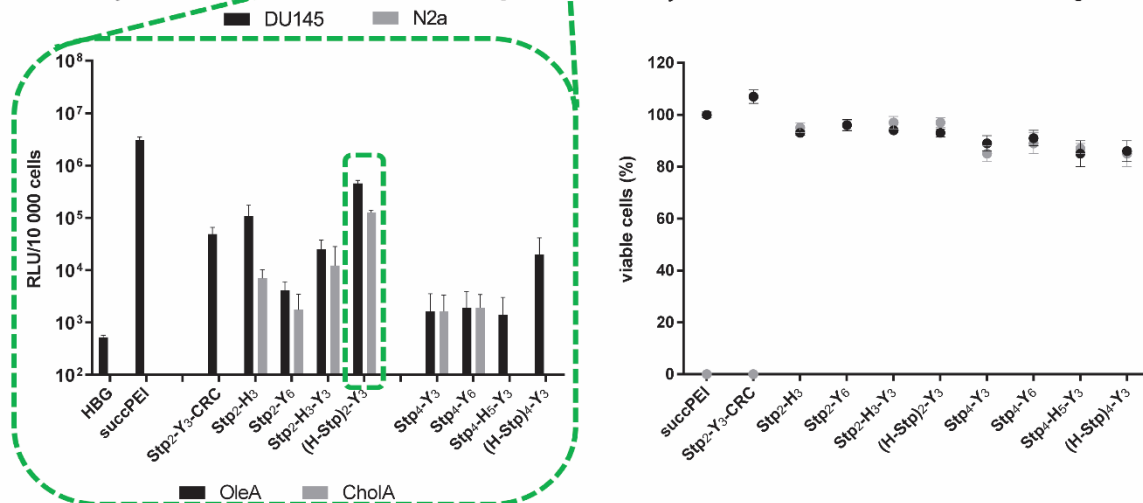 DU145 N2a
10⁸
10⁷
10⁶
10⁵
10⁴
10³
10²
RLU/10 000 cells
HBG
succPEI
Stp₂-Y₃-CRC
Stp₂-H₃
Stp₂-Y₆
Stp₂-H₃-Y₃
(H-Stp)₂-Y₃
Stp₄-Y₃
Stp₄-Y₆
Stp₄-H₅-Y₃
(H-Stp)₄-Y₃
OleA CholA
120
100
80
60
40
20
0
viable cells (%)
succPEI
Stp₂-Y₃-CRC
Stp₂-H₃
Stp₂-Y₆
Stp₂-H₃-Y₃
(H-Stp)₂-Y₃
Stp₄-Y₃
Stp₄-Y₆
Stp₄-H₅-Y₃
(H-Stp)₄-Y₃